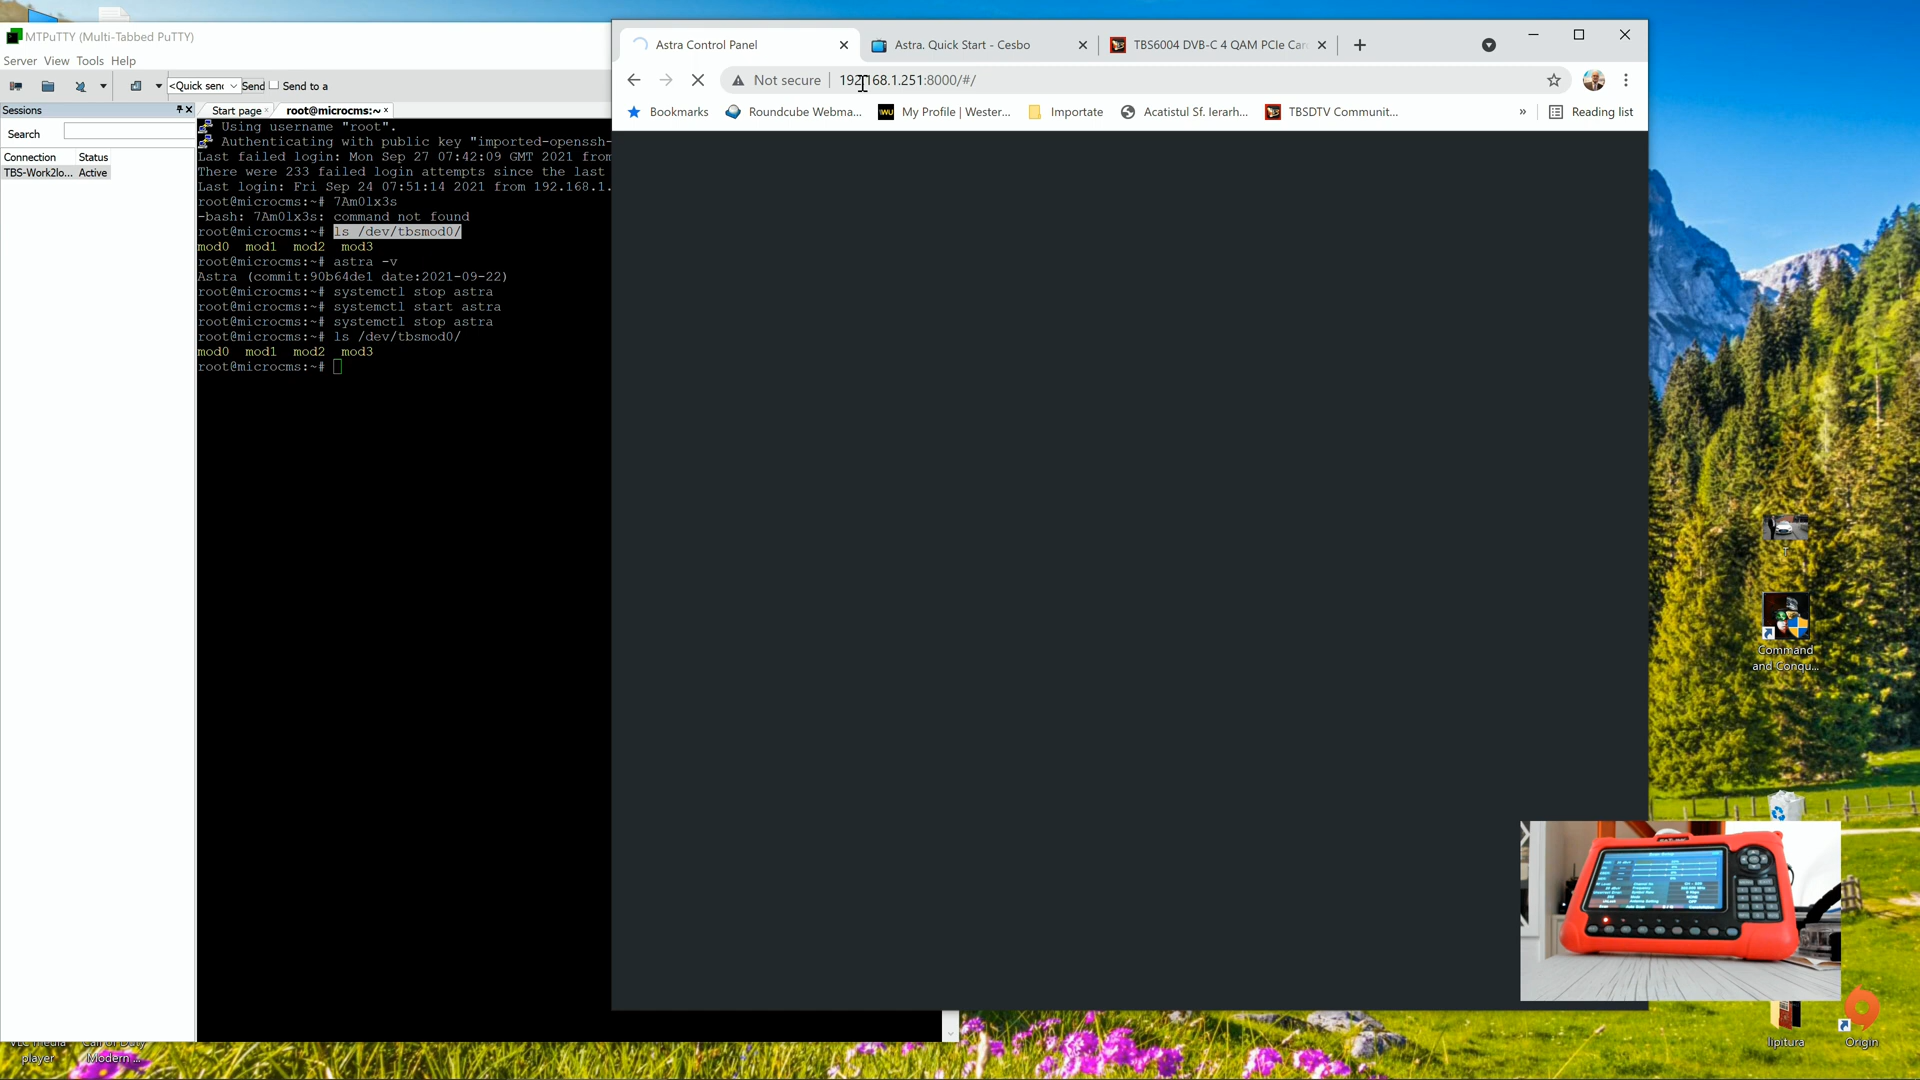 MTPuTTY (Multi-Tabbed PuTTY)
Server View Tools Help
<Quick senc Send Send to a
Sessions
Search
Connection Status
TBS-Work2lo... Active
Start page
root@microcms:~
Using username "root".
Authenticating with public key "imported-openssh-
Last failed login: Mon Sep 27 07:42:09 GMT 2021 from
There were 233 failed login attempts since the last
Last login: Fri Sep 24 07:51:14 2021 from 192.168.1.
root@microcms:~# 7Am0lx3s
-bash: 7Am0lx3s: command not found
root@microcms:~# ls /dev/tbsmod0/
mod0 mod1 mod2 mod3
root@microcms:~# astra -v
Astra (commit:90b64de1 date:2021-09-22)
root@microcms:~# systemctl stop astra
root@microcms:~# systemctl start astra
root@microcms:~# systemctl stop astra
root@microcms:~# ls /dev/tbsmod0/
mod0 mod1 mod2 mod3
root@microcms:~#
Astra Control Panel
Astra. Quick Start - Cesbo
TBS6004 DVB-C 4 QAM PCIe Car
Not secure
192.168.1.251:8000/#/
Bookmarks
Roundcube Webma...
My Profile | Wester...
Importate
Acatistul Sf. Ierarh...
TBSDTV Communit...
»
Reading list
T
Command
and Conqu...
lipitura
Origin
VLC media
player
Call of Duty
Modern ...